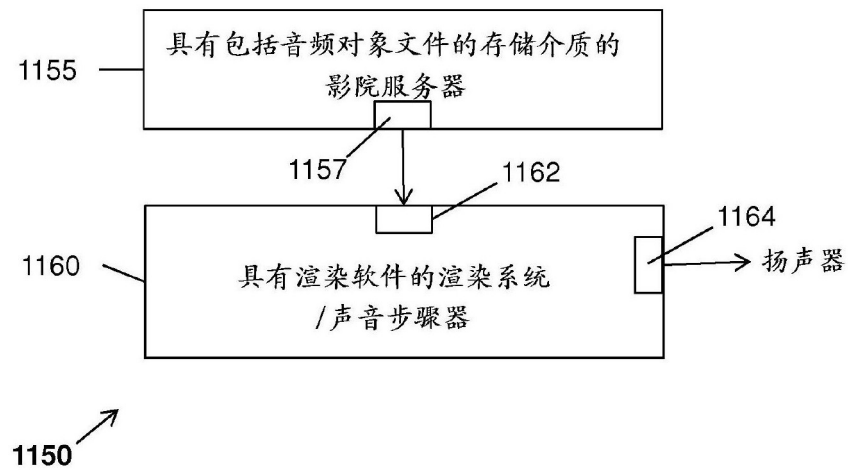 具有包括音频对象文件的存储介质的
影院服务器
1155
1157
1162
1164
1160
具有渲染软件的渲染系统
/声音步骤器
扬声器
1150